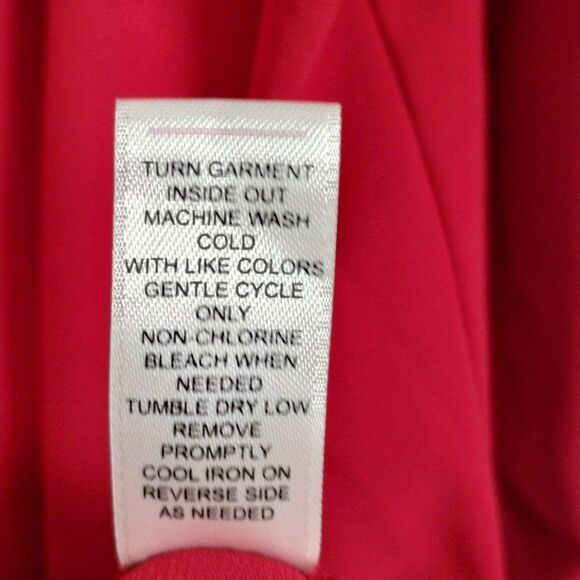 TURN GARMENT
INSIDE OUT
MACHINE WASH
COLD
WITH LIKE COLORS
GENTLE CYCLE
ONLY
NON-CHLORINE
BLEACH WHEN
NEEDED
TUMBLE DRY LOW
REMOVE
PROMPTLY
COOL IRON ON
REVERSE SIDE
AS NEEDED